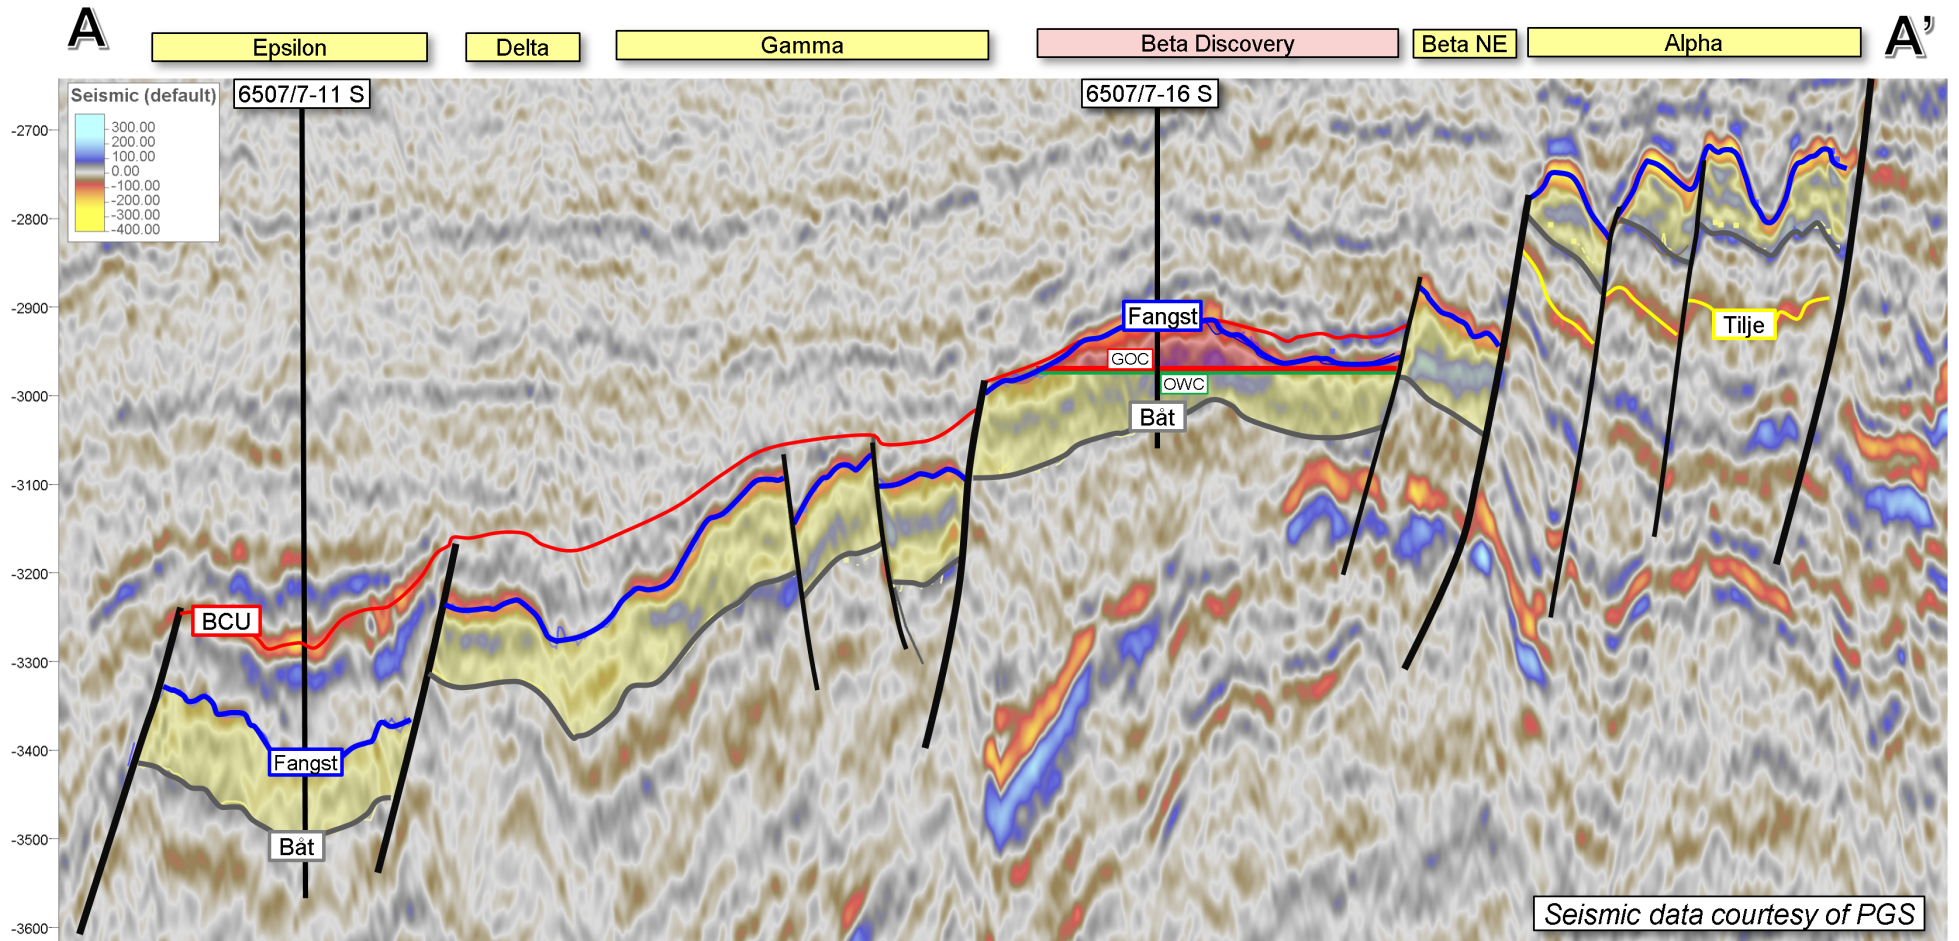 A
A'
Epsilon
Delta
Gamma
Beta Discovery
Beta NE
Alpha
Seismic (default)
300.00
200.00
100.00
0.00
-100.00
-200.00
-300.00
-400.00
6507/7-11 S
6507/7-16 S
-2700
-2800
-2900
-3000
-3100
-3200
-3300
-3400
-3500
-3600
Fangst
GOC
OWC
Båt
Tilje
BCU
Fangst
Båt
Seismic data courtesy of PGS